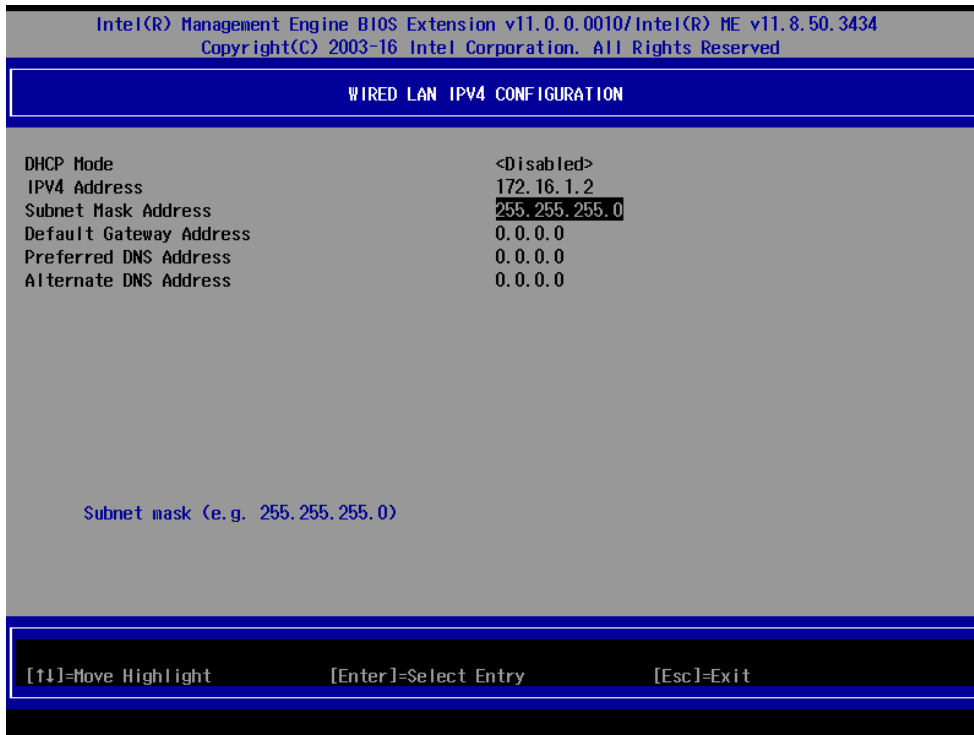 Intel(R) Management Engine BIOS Extension v11.0.0.0010/Intel(R) ME v11.8.50.3434
Copyright(C) 2003-16 Intel Corporation. All Rights Reserved
WIRED LAN IPV4 CONFIGURATION
DHCP Mode <Disabled>
IPV4 Address 172.16.1.2
Subnet Mask Address 255.255.255.0
Default Gateway Address 0.0.0.0
Preferred DNS Address 0.0.0.0
Alternate DNS Address 0.0.0.0
Subnet mask (e.g. 255.255.255.0)
[↑↓]=Move Highlight [Enter]=Select Entry [Esc]=Exit